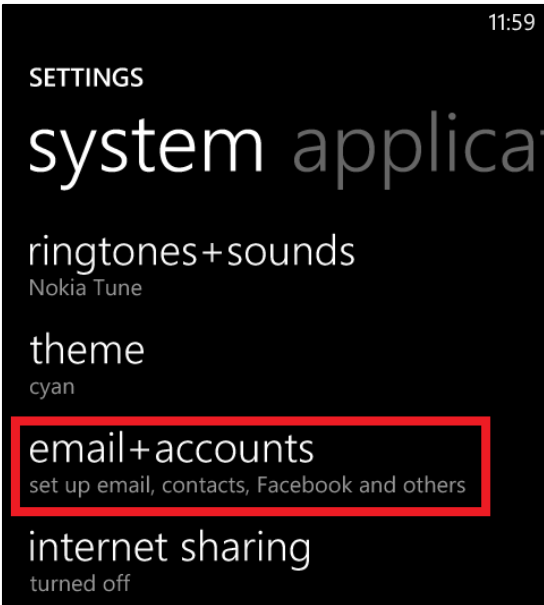 11:59
SETTINGS
system applica
ringtones+sounds
Nokia Tune
theme
cyan
email+accounts
set up email, contacts, Facebook and others
internet sharing
turned off